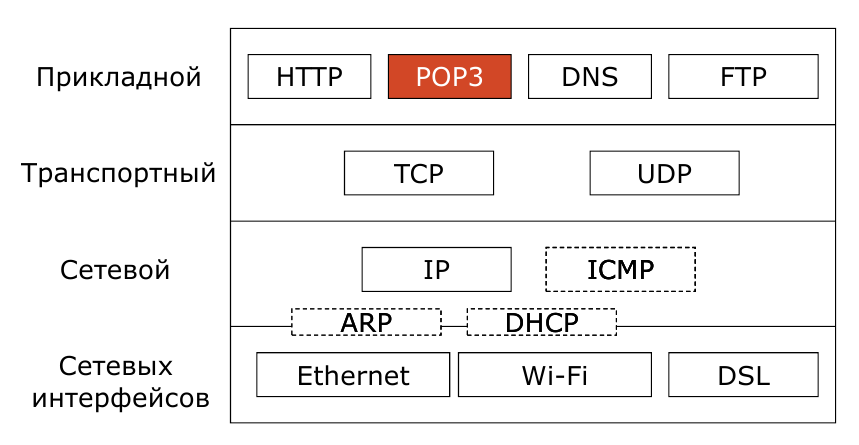 Прикладной
HTTP
POP3
DNS
FTP
Транспортный
TCP
UDP
Сетевой
IP
ICMP
ARP
DHCP
Сетевых
интерфейсов
Ethernet
Wi-Fi
DSL